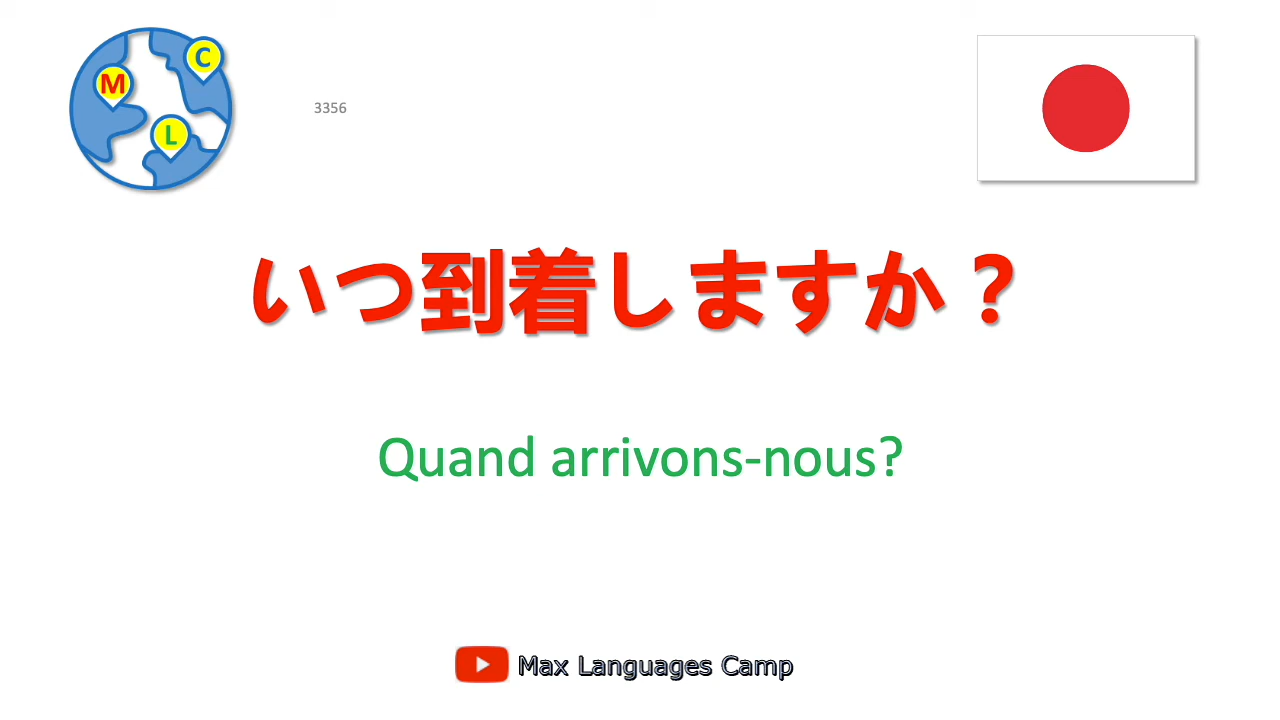 M
C
L
3356
いつ到着しますか？
Quand arrivons-nous?
Max Languages Camp